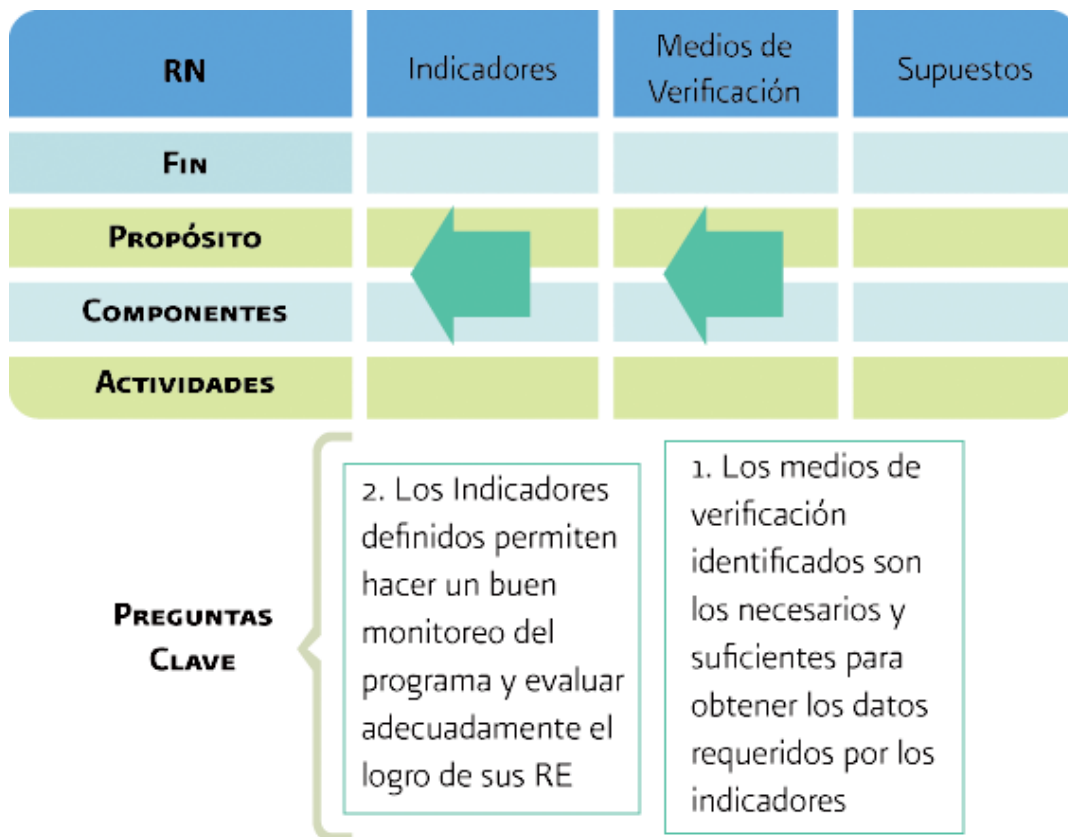 RN
Indicadores
Medios de
Verificación
Supuestos
Fin
Propósito
Componentes
Actividades
Preguntas
Clave
2. Los Indicadores
definidos permiten
hacer un buen
monitoreo del
programa y evaluar
adecuadamente el
logro de sus RE
1. Los medios de
verificación
identificados son
los necesarios y
suficientes para
obtener los datos
requeridos por los
indicadores